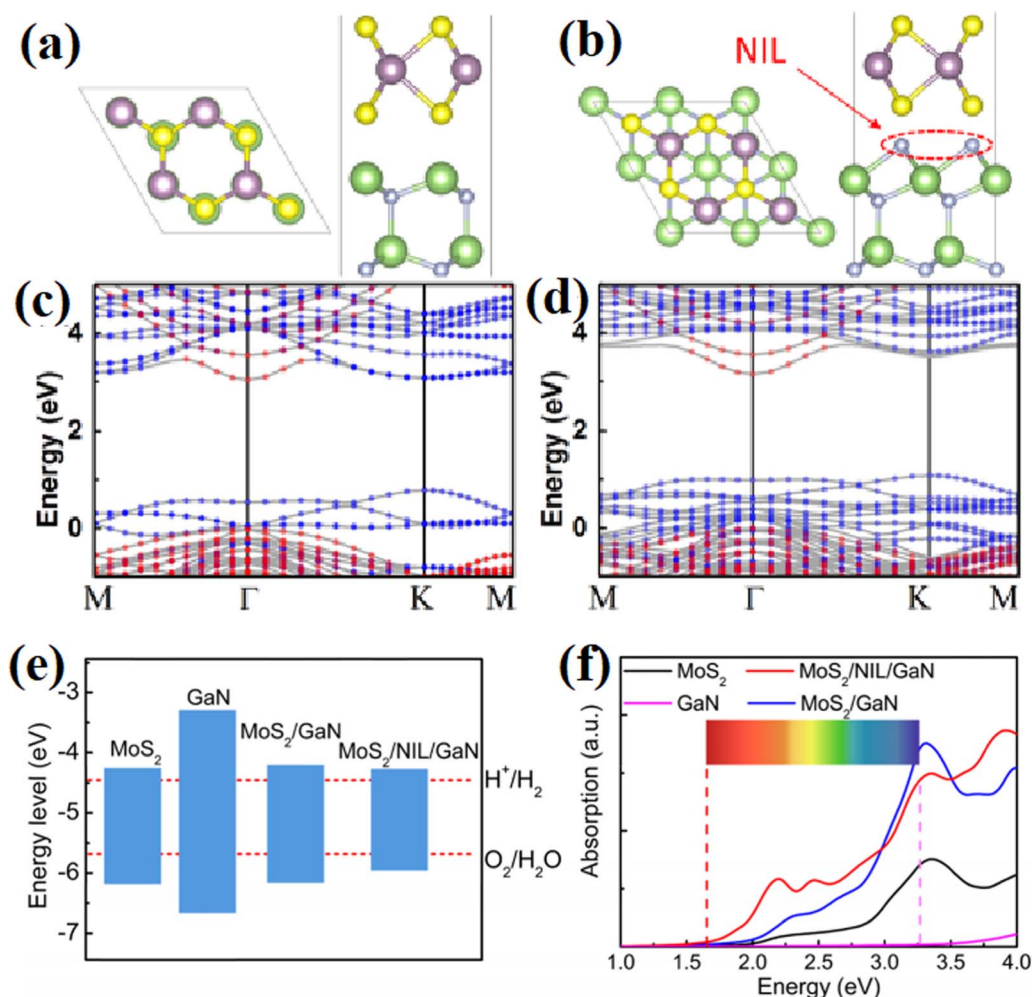 (a)
(b)
NIL
(c)
Energy (eV)
4
2
0
M Γ K M
(d)
Energy (eV)
4
2
0
M Γ K M
(e)
Energy level (eV)
-3
-4
-5
-6
-7
MoS2
GaN
MoS2/GaN
MoS2/NIL/GaN
H+/H2
O2/H2O
(f)
MoS2 MoS2/NIL/GaN
GaN MoS2/GaN
Absorption (a.u.)
1.0 1.5 2.0 2.5 3.0 3.5 4.0
Energy (eV)